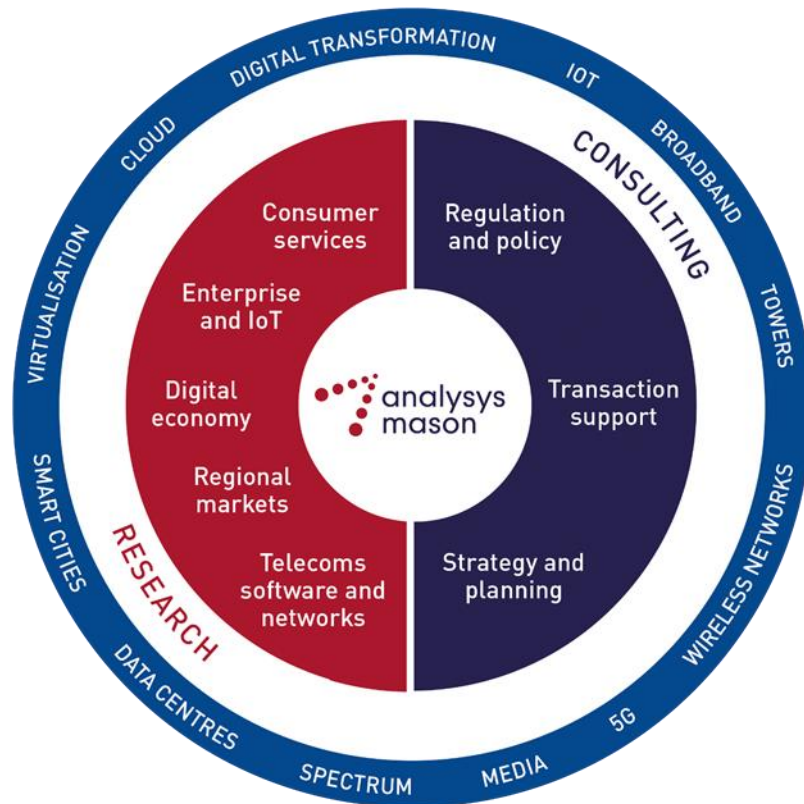 DIGITAL TRANSFORMATION
IOT
BROADBAND
TOWERS
WIRELESS NETWORKS
5G
MEDIA
SPECTRUM
DATA CENTRES
SMART CITIES
VIRTUALISATION
CLOUD
CONSULTING
RESEARCH
Consumer
services
Enterprise
and IoT
Digital
economy
Regional
markets
Telecoms
software and
networks
Regulation
and policy
Transaction
support
Strategy and
planning
analysys
mason